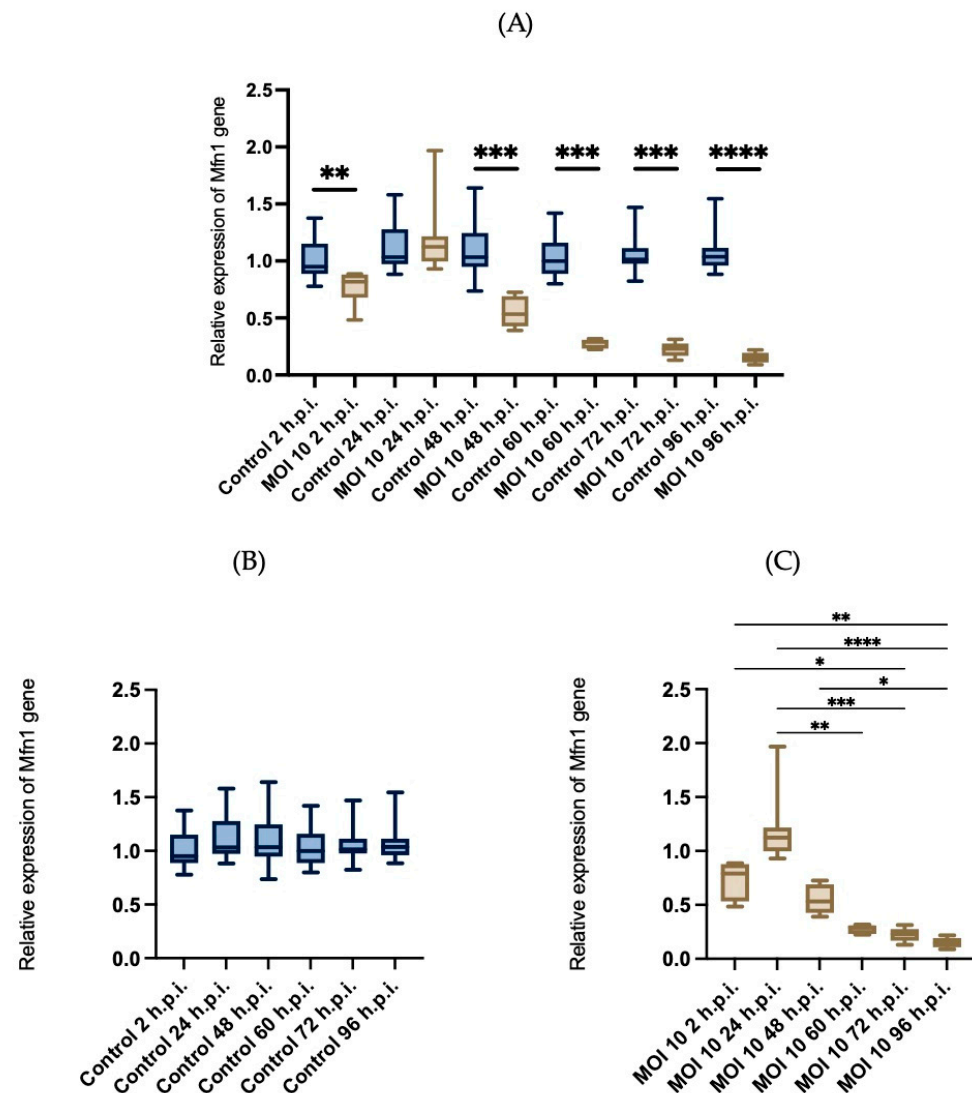 (A)
Relative expression of Mfn1 gene
2.5
2.0
1.5
1.0
0.5
0.0
** *** *** *** ****
Control 2 h.p.i.
MOI 10 2 h.p.i.
Control 24 h.p.i.
MOI 10 24 h.p.i.
Control 48 h.p.i.
MOI 10 48 h.p.i.
Control 60 h.p.i.
MOI 10 60 h.p.i.
Control 72 h.p.i.
MOI 10 72 h.p.i.
Control 96 h.p.i.
MOI 10 96 h.p.i.
(B)
Relative expression of Mfn1 gene
2.5
2.0
1.5
1.0
0.5
0.0
Control 2 h.p.i.
Control 24 h.p.i.
Control 48 h.p.i.
Control 60 h.p.i.
Control 72 h.p.i.
Control 96 h.p.i.
(C)
Relative expression of Mfn1 gene
**
****
*
*
***
**
2.5
2.0
1.5
1.0
0.5
0.0
MOI 10 2 h.p.i.
MOI 10 24 h.p.i.
MOI 10 48 h.p.i.
MOI 10 60 h.p.i.
MOI 10 72 h.p.i.
MOI 10 96 h.p.i.